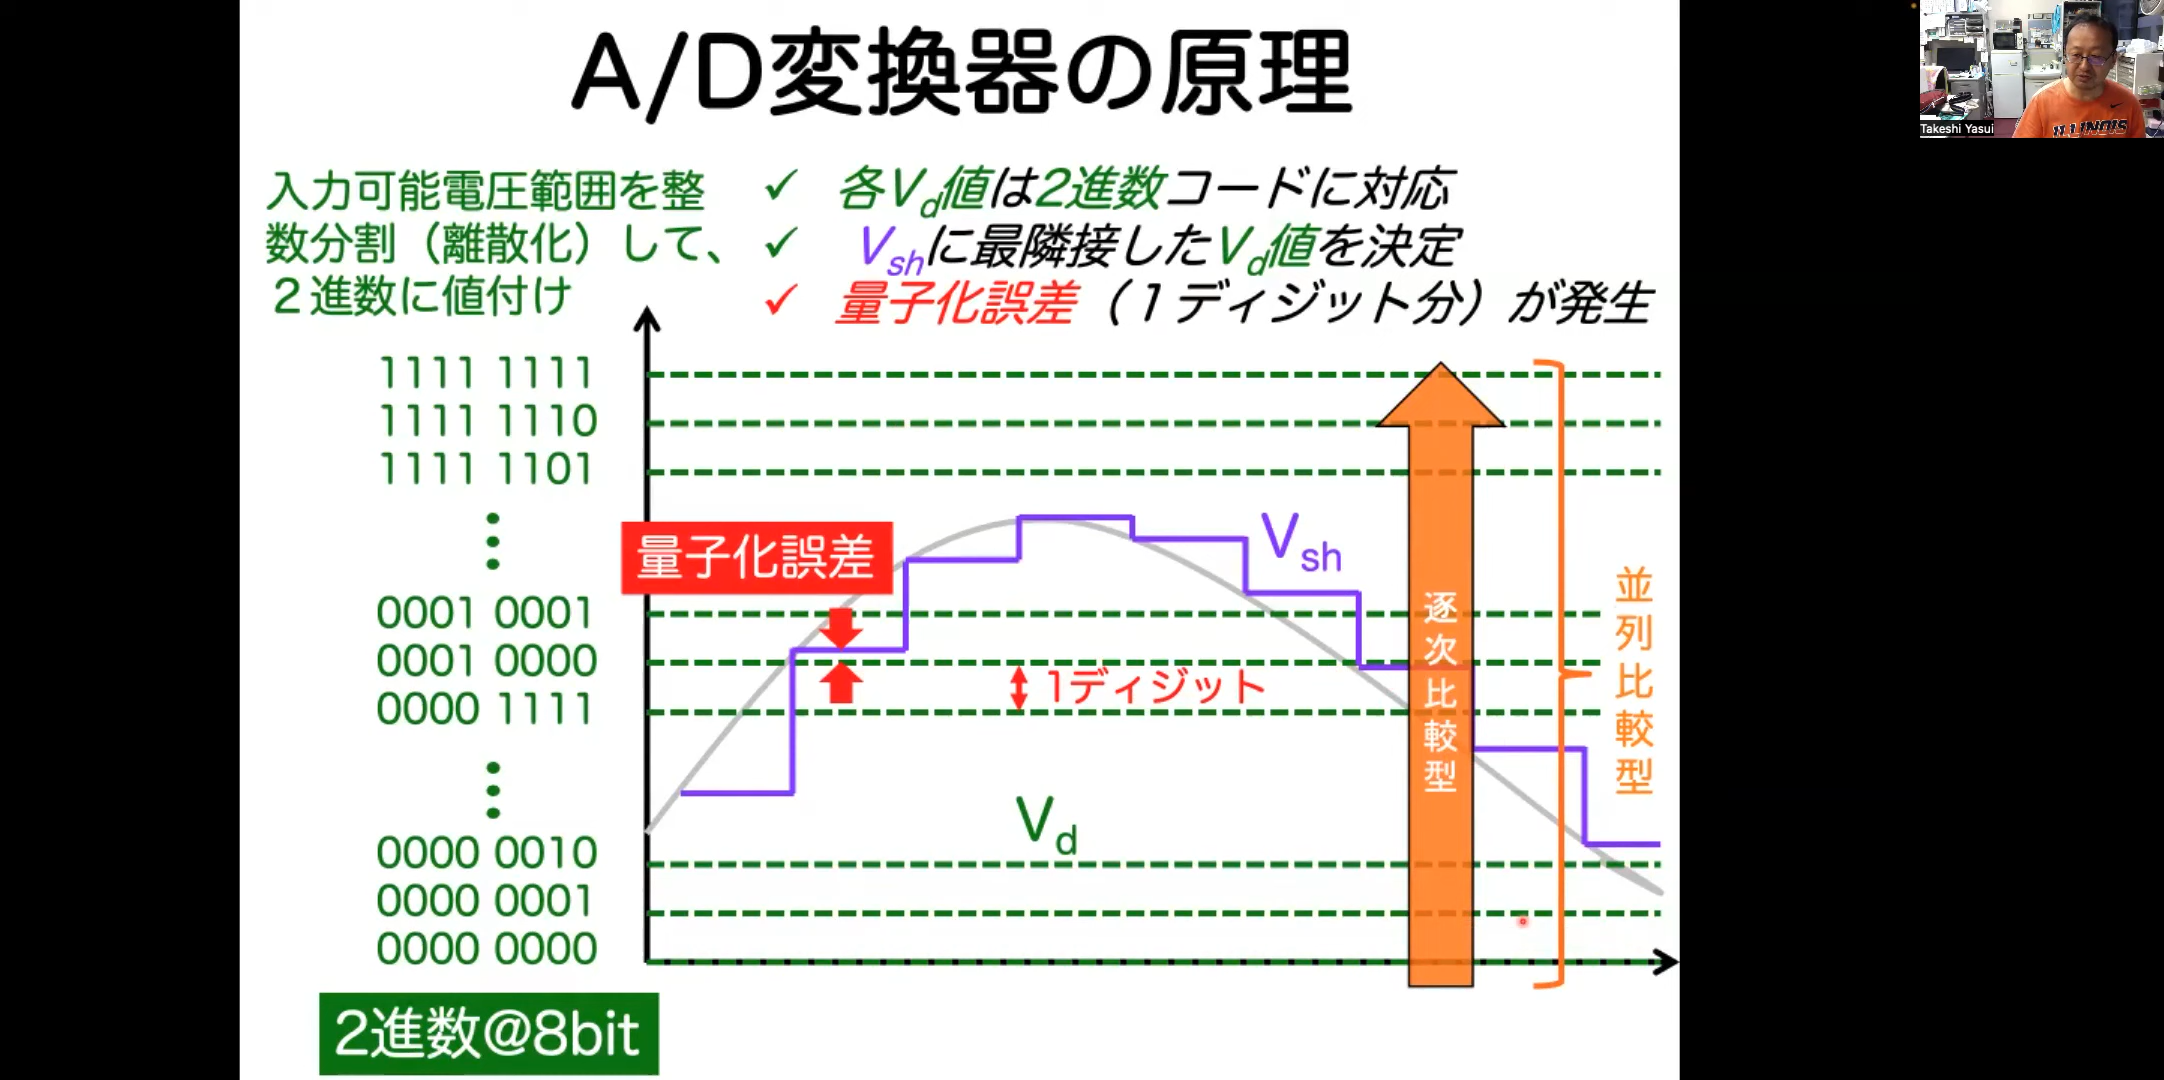 A/D変換器の原理
入力可能電圧範囲を整
数分割（離散化）して、
２進数に値付け
✓ 各Vd値は2進数コードに対応
✓ Vshに最隣接したVd値を決定
✓ 量子化誤差（１ディジット分）が発生
1111 1111
1111 1110
1111 1101
0001 0001
0001 0000
0000 1111
0000 0010
0000 0001
0000 0000
量子化誤差
Vsh
1ディジット
Vd
逐次比較型
並列比較型
2進数@8bit
Takeshi Yasui
ILLINOIS